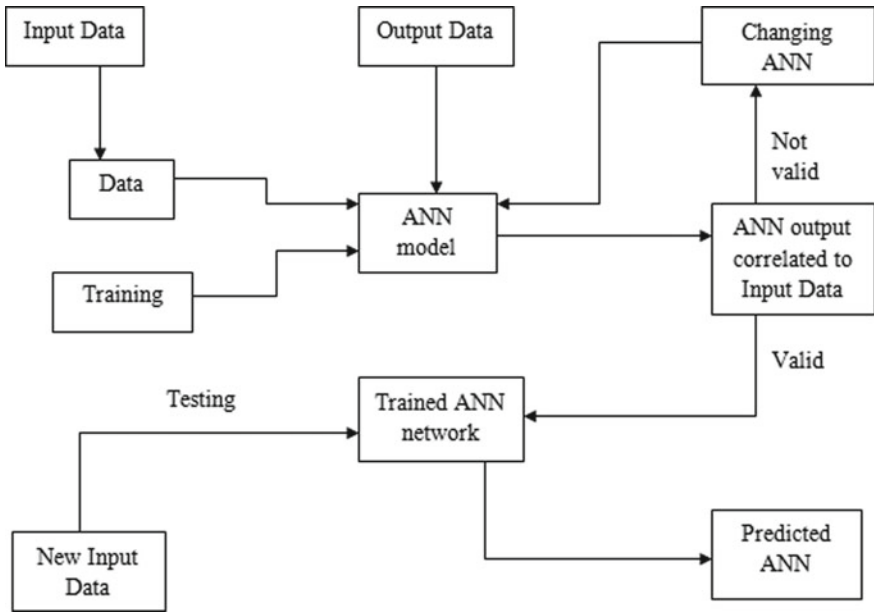 Input Data
Output Data
Changing
ANN
Not
valid
Data
ANN
model
ANN output
correlated to
Input Data
Training
Valid
Testing
Trained ANN
network
New Input
Data
Predicted
ANN